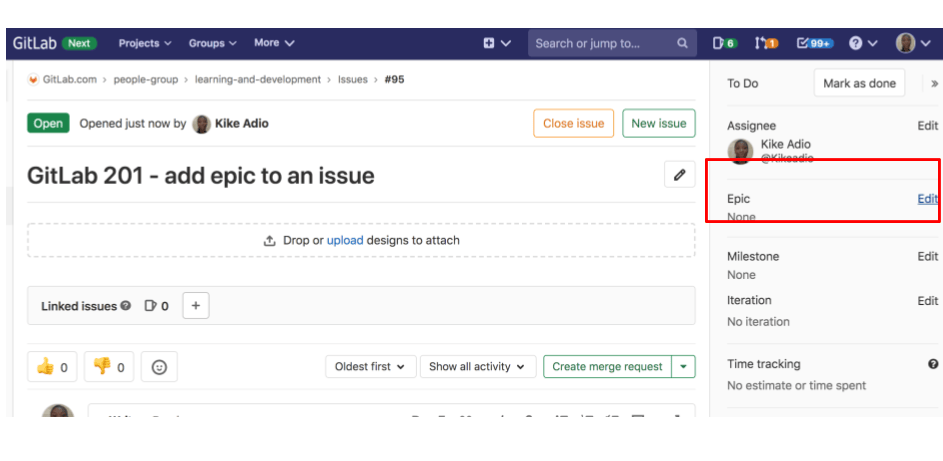 GitLab Next Projects Groups More Search or jump to... 6 1 99+
GitLab.com > people-group > learning-and-development > Issues > #95
Open Opened just now by Kike Adio Close issue New issue
GitLab 201 - add epic to an issue
Drop or upload designs to attach
Linked issues 0 +
0 0 Oldest first Show all activity Create merge request
To Do Mark as done »
Assignee Edit
Kike Adio
@Kikeadio
Epic Edit
None
Milestone Edit
None
Iteration Edit
No iteration
Time tracking
No estimate or time spent